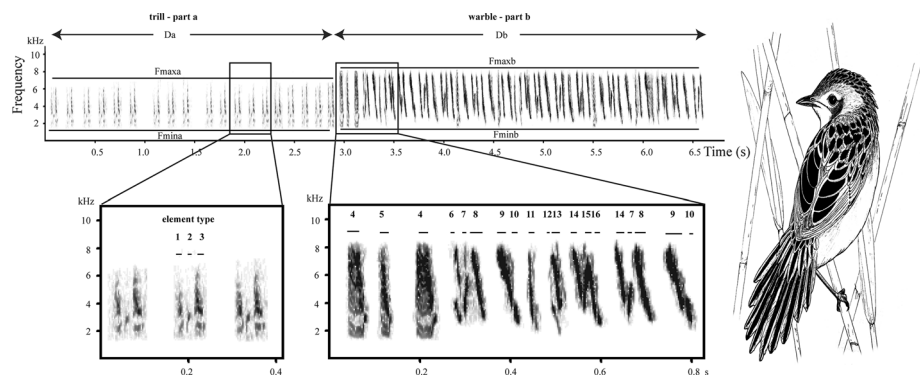 trill - part a warble - part b
Da Db
kHz
10
8
6
4
2
Frequency
Fmaxa Fmaxb
Fmina Fminb
0.5 1.0 1.5 2.0 2.5 3.0 3.5 4.0 4.5 5.0 5.5 6.0 6.5 Time (s)
kHz
10
8
6
4
2
element type
1 2 3
0.2 0.4
kHz
10
8
6
4
2
4 5 4 6 7 8 9 10 11 12 13 14 15 16 14 7 8 9 10
0.2 0.4 0.6 0.8 s